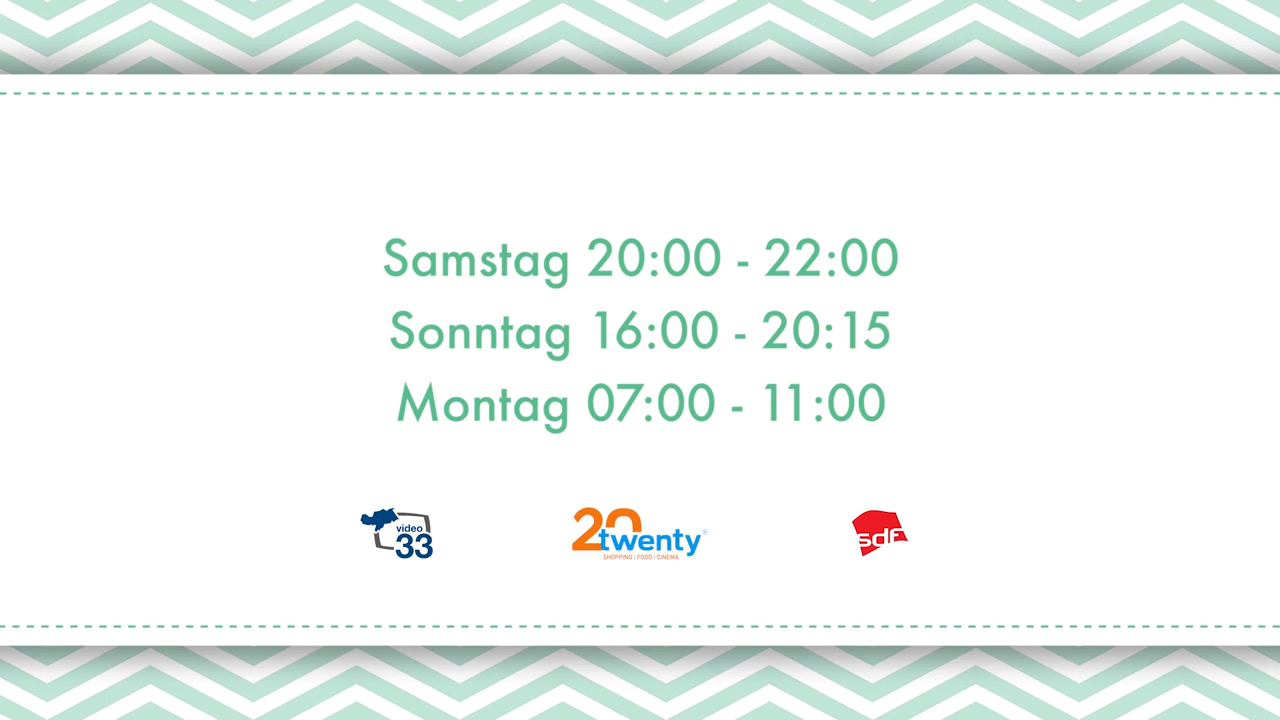 Samstag 20:00 - 22:00
Sonntag 16:00 - 20:15
Montag 07:00 - 11:00
video
33
20
twenty®
SHOPPING | FOOD | CINEMA
sdf